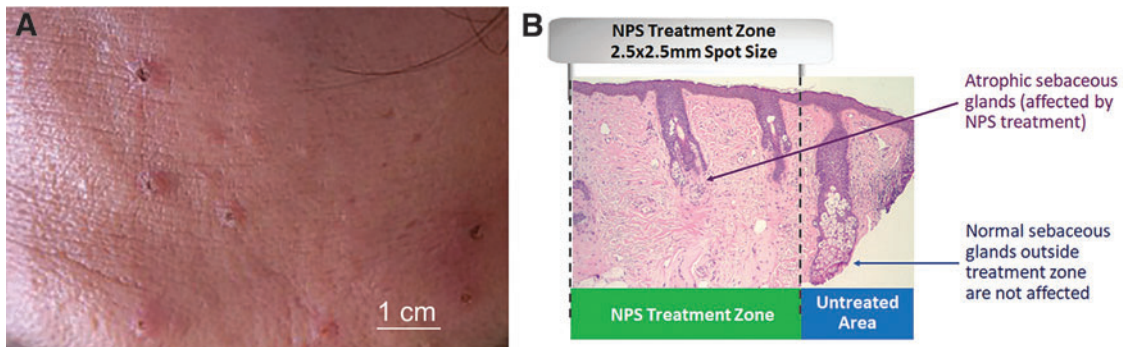 A
1 cm
B
NPS Treatment Zone
2.5x2.5mm Spot Size
Atrophic sebaceous
glands (affected by
NPS treatment)
Normal sebaceous
glands outside
treatment zone
are not affected
NPS Treatment Zone
Untreated
Area